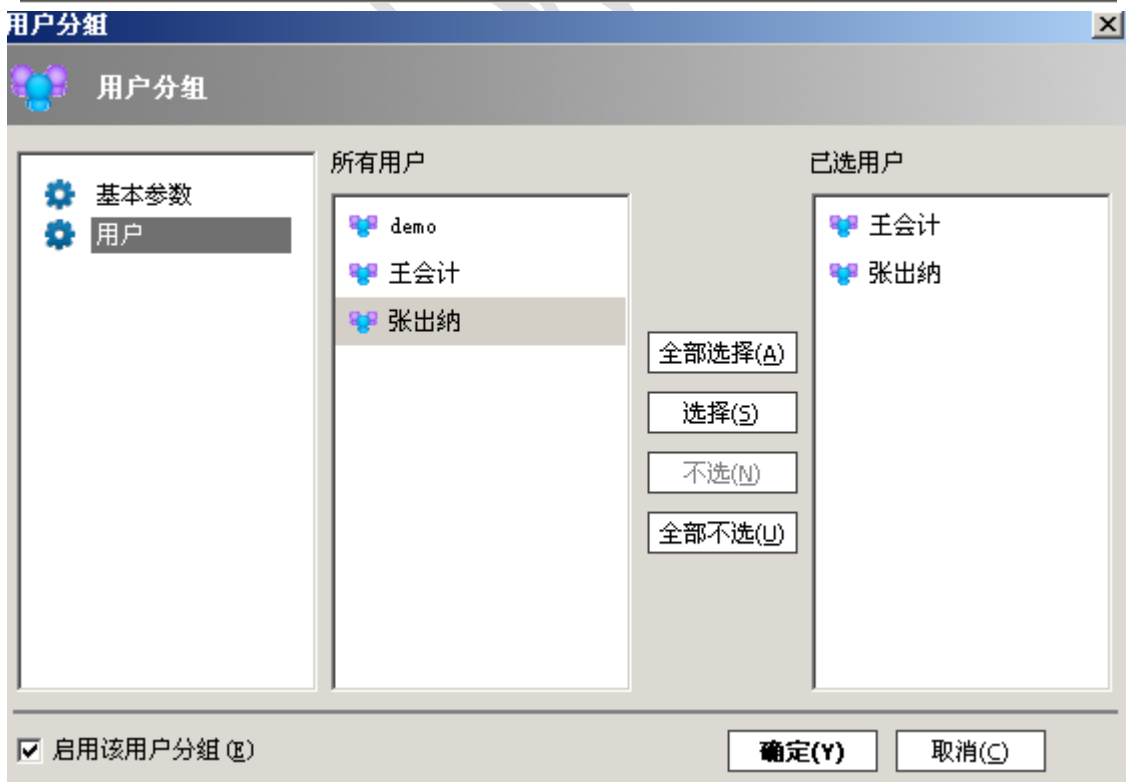 用户分组
用户分组
基本参数
用户
所有用户
demo
王会计
张出纳
全部选择(A)
选择(S)
不选(N)
全部不选(U)
已选用户
王会计
张出纳
启用该用户分组(E)
确定(Y)
取消(C)